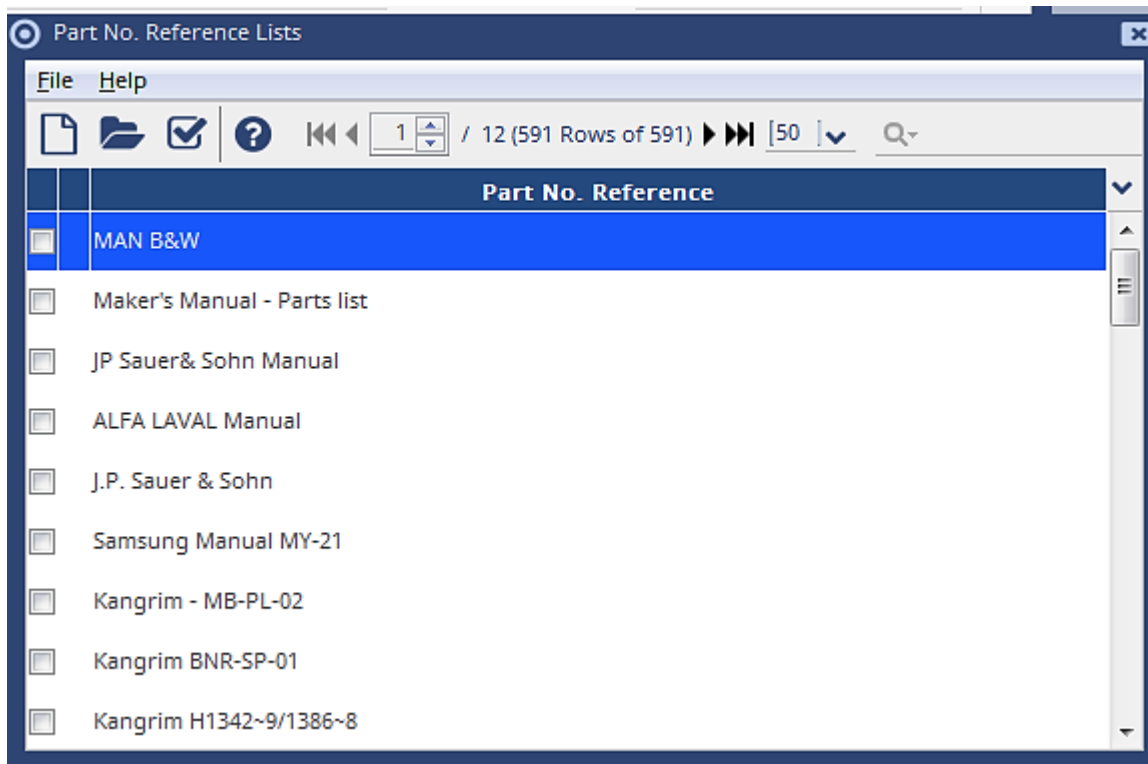 Part No. Reference Lists
File Help
1 / 12 (591 Rows of 591) [50 ]
Part No. Reference
MAN B&W
Maker's Manual - Parts list
JP Sauer& Sohn Manual
ALFA LAVAL Manual
J.P. Sauer & Sohn
Samsung Manual MY-21
Kangrim - MB-PL-02
Kangrim BNR-SP-01
Kangrim H1342~9/1386~8